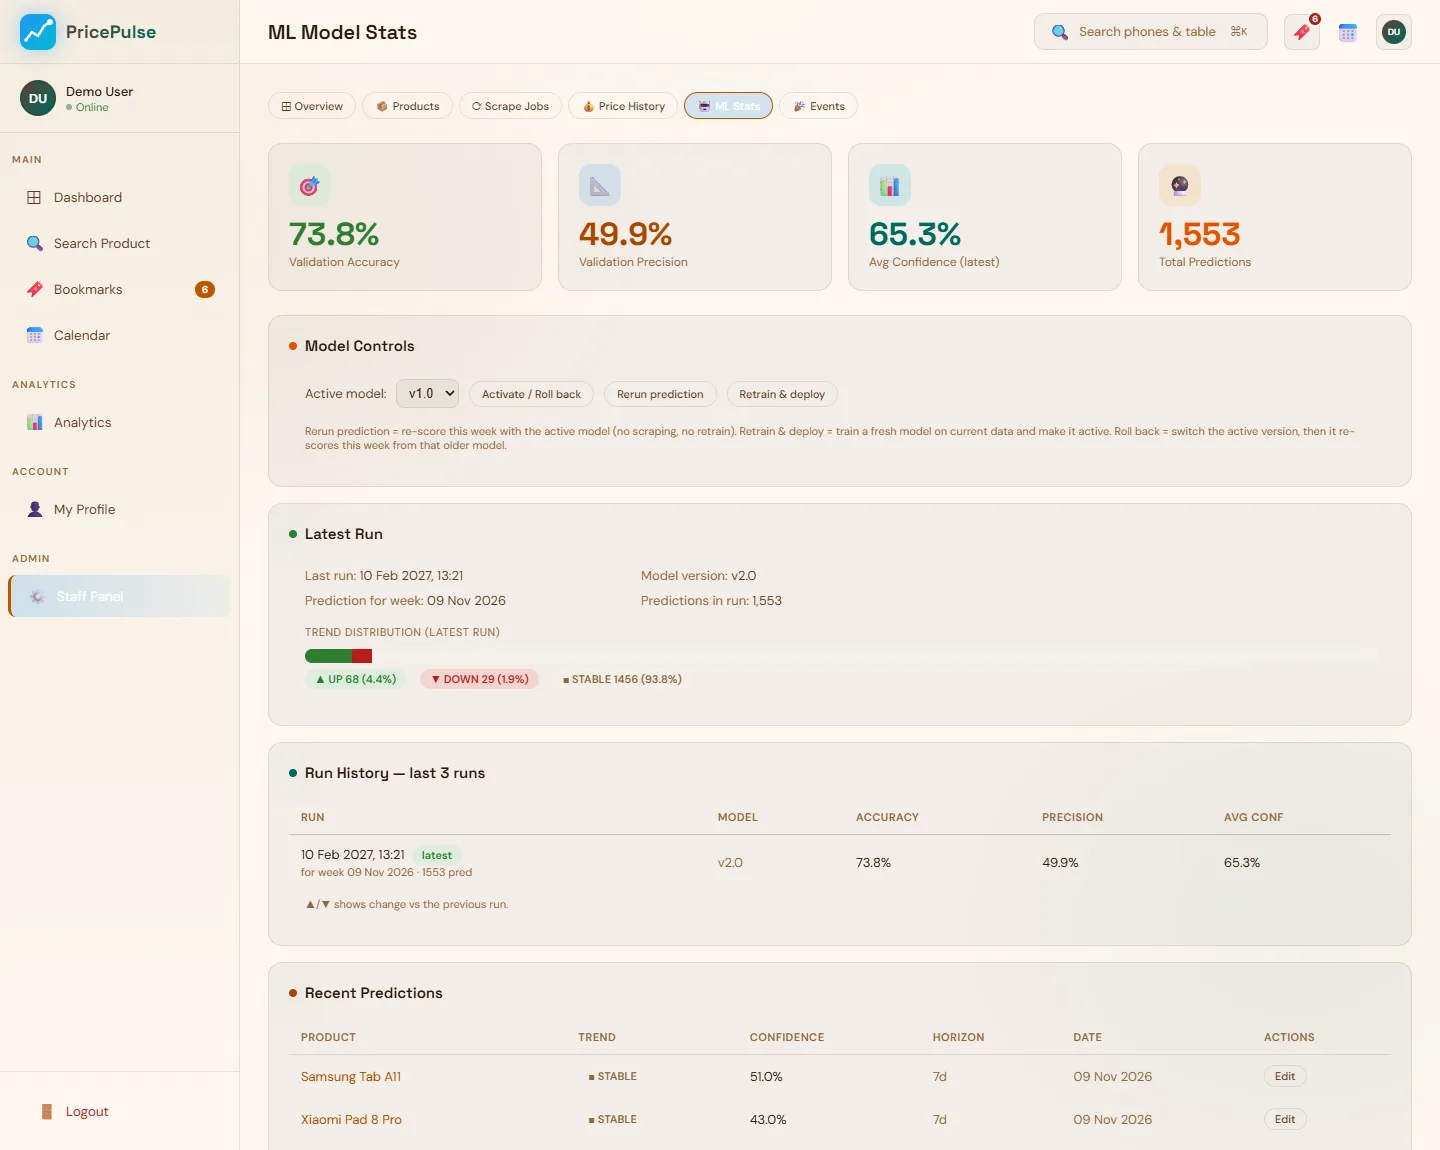 PricePulse
ML Model Stats
Search phones & table ⌘K
6
DU
DU
Demo User
Online
MAIN
Dashboard
Search Product
Bookmarks 6
Calendar
ANALYTICS
Analytics
ACCOUNT
My Profile
ADMIN
Staff Panel
Logout
Overview
Products
Scrape Jobs
Price History
ML Stats
Events
73.8%
Validation Accuracy
49.9%
Validation Precision
65.3%
Avg Confidence (latest)
1,553
Total Predictions
Model Controls
Active model: v1.0 Activate / Roll back Rerun prediction Retrain & deploy
Rerun prediction = re-score this week with the active model (no scraping, no retrain). Retrain & deploy = train a fresh model on current data and make it active. Roll back = switch the active version, then it re-
scores this week from that older model.
Latest Run
Last run: 10 Feb 2027, 13:21
Model version: v2.0
Prediction for week: 09 Nov 2026
Predictions in run: 1,553
TREND DISTRIBUTION (LATEST RUN)
▲ UP 68 (4.4%) ▼ DOWN 29 (1.9%) ■ STABLE 1456 (93.8%)
Run History — last 3 runs
RUN MODEL ACCURACY PRECISION AVG CONF
10 Feb 2027, 13:21 latest v2.0 73.8% 49.9% 65.3%
for week 09 Nov 2026 · 1553 pred
▲/▼ shows change vs the previous run.
Recent Predictions
PRODUCT TREND CONFIDENCE HORIZON DATE ACTIONS
Samsung Tab A11 ■ STABLE 51.0% 7d 09 Nov 2026 Edit
Xiaomi Pad 8 Pro ■ STABLE 43.0% 7d 09 Nov 2026 Edit